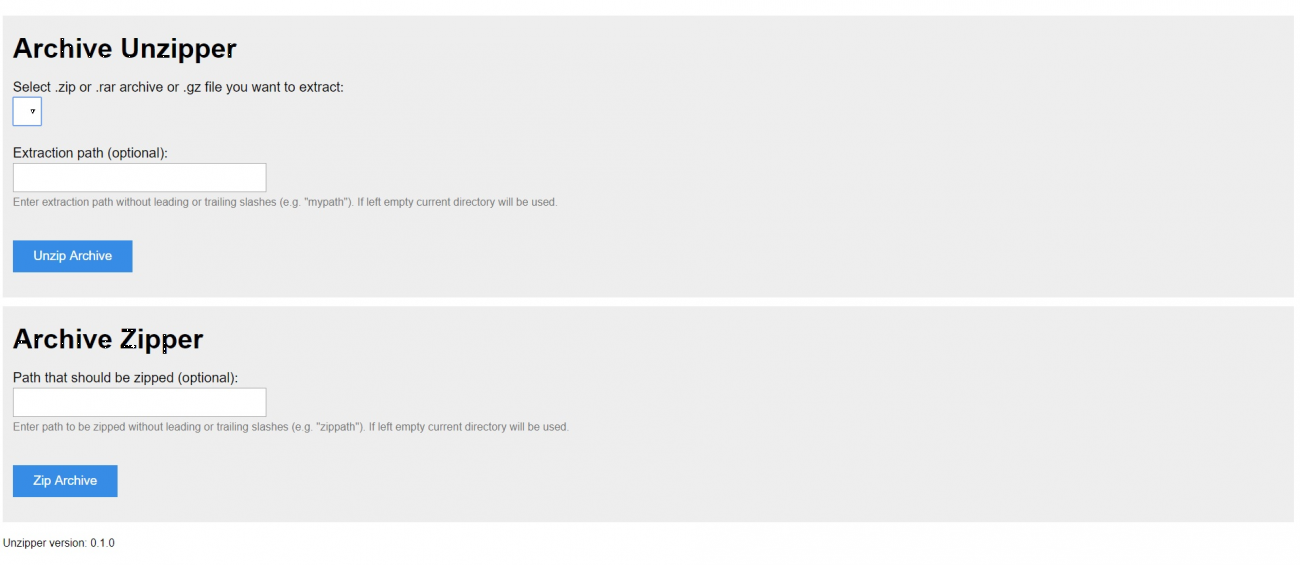 Archive Unzipper
Select .zip or .rar archive or .gz file you want to extract:
Extraction path (optional):
Enter extraction path without leading or trailing slashes (e.g. "mypath"). If left empty current directory will be used.
Unzip Archive
Archive Zipper
Path that should be zipped (optional):
Enter path to be zipped without leading or trailing slashes (e.g. "zippath"). If left empty current directory will be used.
Zip Archive
Unzipper version: 0.1.0